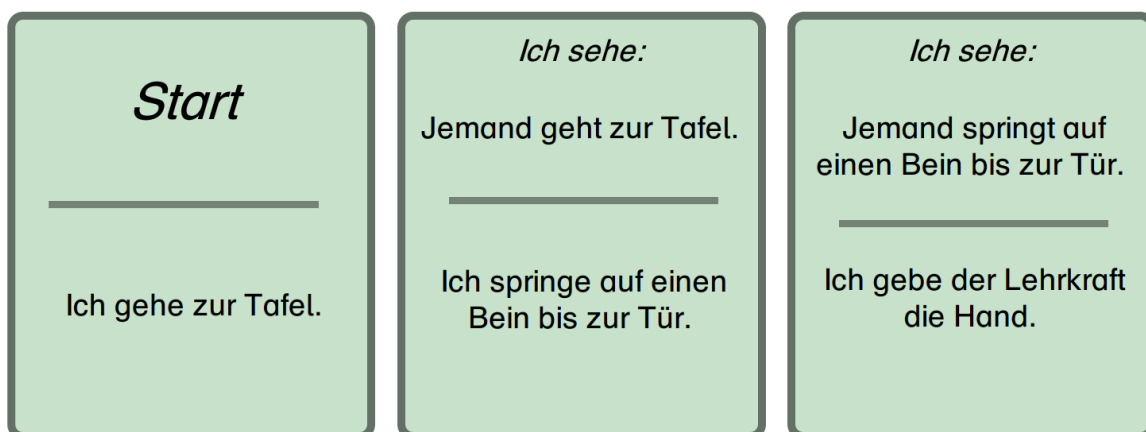 Start
Ich gehe zur Tafel.
Ich sehe:
Jemand geht zur Tafel.
Ich springe auf einen
Bein bis zur Tür.
Ich sehe:
Jemand springt auf
einen Bein bis zur Tür.
Ich gebe der Lehrkraft
die Hand.